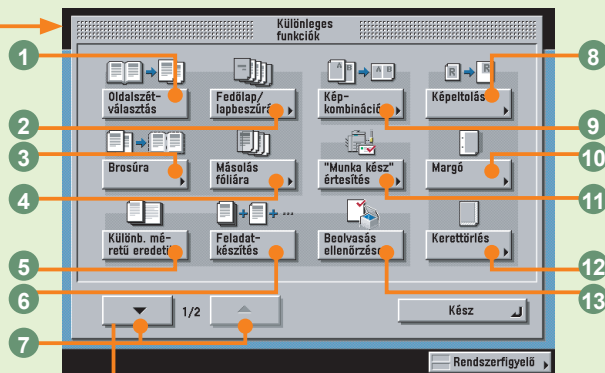 Különleges
funkciók
1
2
3
4
5
6
7
8
9
10
11
12
13
Oldalszét-
választás
Fedőlap/
lapbeszúrás
Kép-
kombináció
Képeltolás
Brosúra
Másolás
fóliára
"Munka kész"
értesítés
Margó
Különb. mé-
retű eredeti
Feladat-
készítés
Beolvasás
ellenőrzése
Kerettörlés
1/2
Kész
Rendszerfigyelő